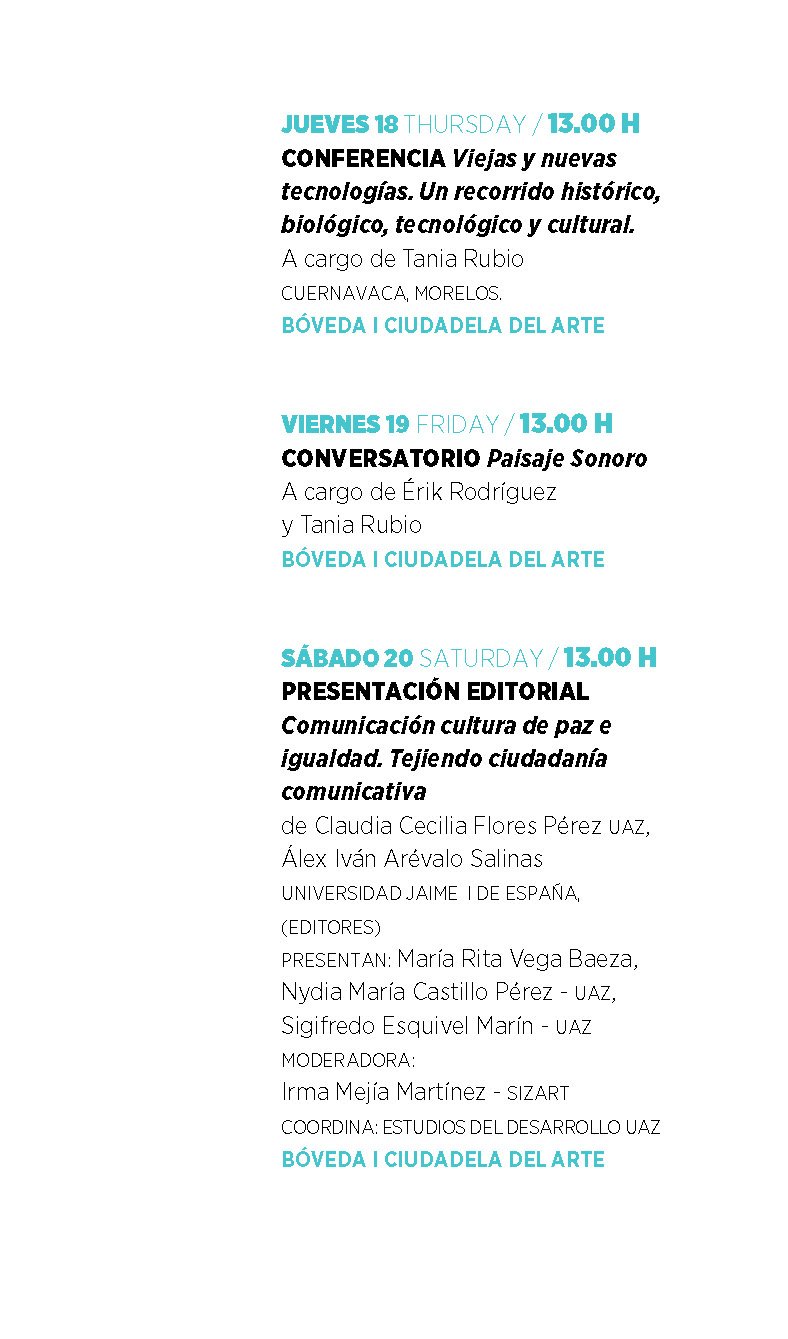 JUEVES 18 THURSDAY / 13.00 H
CONFERENCIA Viejas y nuevas
tecnologías. Un recorrido histórico,
biológico, tecnológico y cultural.
A cargo de Tania Rubio
CUERNAVACA, MORELOS.
BÓVEDA I CIUDADELA DEL ARTE
VIERNES 19 FRIDAY / 13.00 H
CONVERSATORIO Paisaje Sonoro
A cargo de Érik Rodríguez
y Tania Rubio
BÓVEDA I CIUDADELA DEL ARTE
SÁBADO 20 SATURDAY / 13.00 H
PRESENTACIÓN EDITORIAL
Comunicación cultura de paz e
igualdad. Tejiendo ciudadanía
comunicativa
de Claudia Cecilia Flores Pérez UAZ,
Álex Iván Arévalo Salinas
UNIVERSIDAD JAIME I DE ESPAÑA,
(EDITORES)
PRESENTAN: María Rita Vega Baeza,
Nydia María Castillo Pérez - UAZ,
Sigifredo Esquivel Marín - UAZ
MODERADORA:
Irma Mejía Martínez - SIZART
COORDINA: ESTUDIOS DEL DESARROLLO UAZ
BÓVEDA I CIUDADELA DEL ARTE